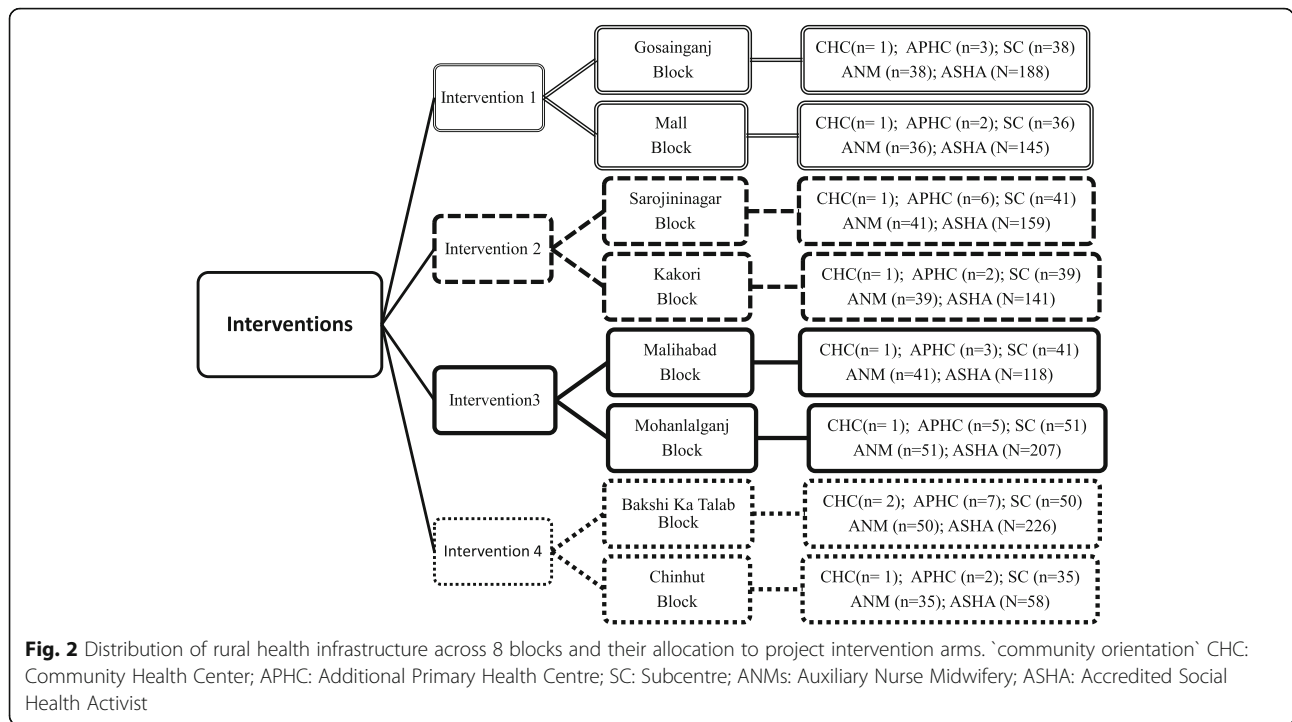 Interventions
Intervention 1
Gosainganj
Block
CHC(n= 1); APHC (n=3); SC (n=38)
ANM (n=38); ASHA (N=188)
Mall
Block
CHC(n= 1); APHC (n=2); SC (n=36)
ANM (n=36); ASHA (N=145)
Intervention 2
Sarojininagar
Block
CHC(n= 1); APHC (n=6); SC (n=41)
ANM (n=41); ASHA (N=159)
Kakori
Block
CHC(n= 1); APHC (n=2); SC (n=39)
ANM (n=39); ASHA (N=141)
Intervention3
Malihabad
Block
CHC(n= 1); APHC (n=3); SC (n=41)
ANM (n=41); ASHA (N=118)
Mohanlalganj
Block
CHC(n= 1); APHC (n=5); SC (n=51)
ANM (n=51); ASHA (N=207)
Intervention 4
Bakshi Ka Talab
Block
CHC(n= 2); APHC (n=7); SC (n=50)
ANM (n=50); ASHA (N=226)
Chinhut
Block
CHC(n= 1); APHC (n=2); SC (n=35)
ANM (n=35); ASHA (N=58)
Fig. 2 Distribution of rural health infrastructure across 8 blocks and their allocation to project intervention arms. `community orientation` CHC:
Community Health Center; APHC: Additional Primary Health Centre; SC: Subcentre; ANMs: Auxiliary Nurse Midwifery; ASHA: Accredited Social
Health Activist